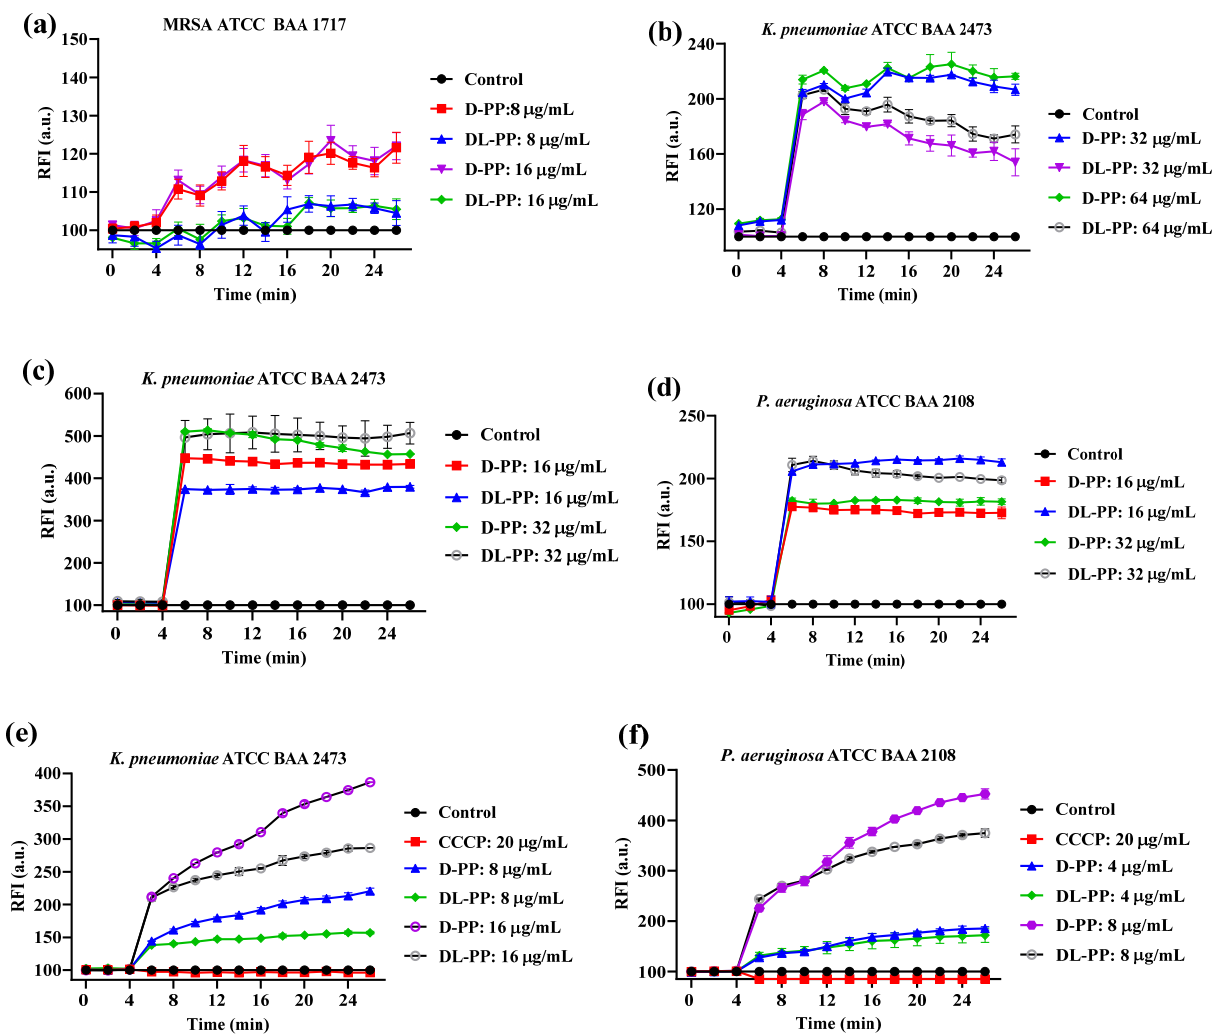 (a)
MRSA ATCC BAA 1717
RFI (a.u.)
150
140
130
120
110
100
0 4 8 12 16 20 24
Time (min)
Control
D-PP:8 µg/mL
DL-PP: 8 µg/mL
D-PP: 16 µg/mL
DL-PP: 16 µg/mL
(b)
K. pneumoniae ATCC BAA 2473
RFI (a.u.)
240
200
160
120
0 4 8 12 16 20 24
Time (min)
Control
D-PP: 32 µg/mL
DL-PP: 32 µg/mL
D-PP: 64 µg/mL
DL-PP: 64 µg/mL
(c)
K. pneumoniae ATCC BAA 2473
RFI (a.u.)
600
500
400
300
200
100
0 4 8 12 16 20 24
Time (min)
Control
D-PP: 16 µg/mL
DL-PP: 16 µg/mL
D-PP: 32 µg/mL
DL-PP: 32 µg/mL
(d)
P. aeruginosa ATCC BAA 2108
RFI (a.u.)
250
200
150
100
0 4 8 12 16 20 24
Time (min)
Control
D-PP: 16 µg/mL
DL-PP: 16 µg/mL
D-PP: 32 µg/mL
DL-PP: 32 µg/mL
(e)
K. pneumoniae ATCC BAA 2473
RFI (a.u.)
400
350
300
250
200
150
100
0 4 8 12 16 20 24
Time (min)
Control
CCCP: 20 µg/mL
D-PP: 8 µg/mL
DL-PP: 8 µg/mL
D-PP: 16 µg/mL
DL-PP: 16 µg/mL
(f)
P. aeruginosa ATCC BAA 2108
RFI (a.u.)
500
400
300
200
100
0 4 8 12 16 20 24
Time (min)
Control
CCCP: 20 µg/mL
D-PP: 4 µg/mL
DL-PP: 4 µg/mL
D-PP: 8 µg/mL
DL-PP: 8 µg/mL